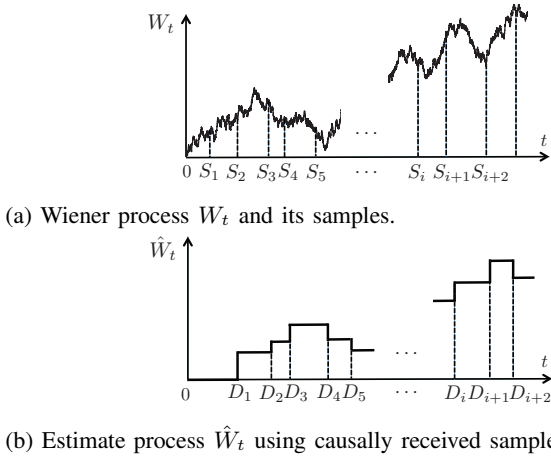 W_t
t
0 S_1 S_2 S_3 S_4 S_5 ⋯ S_i S_{i+1} S_{i+2}
⋯
(a) Wiener process W_t and its samples.
Ŵ_t
⋯
t
0 D_1 D_2 D_3 D_4 D_5 ⋯ D_i D_{i+1} D_{i+2}
(b) Estimate process Ŵ_t using causally received sample